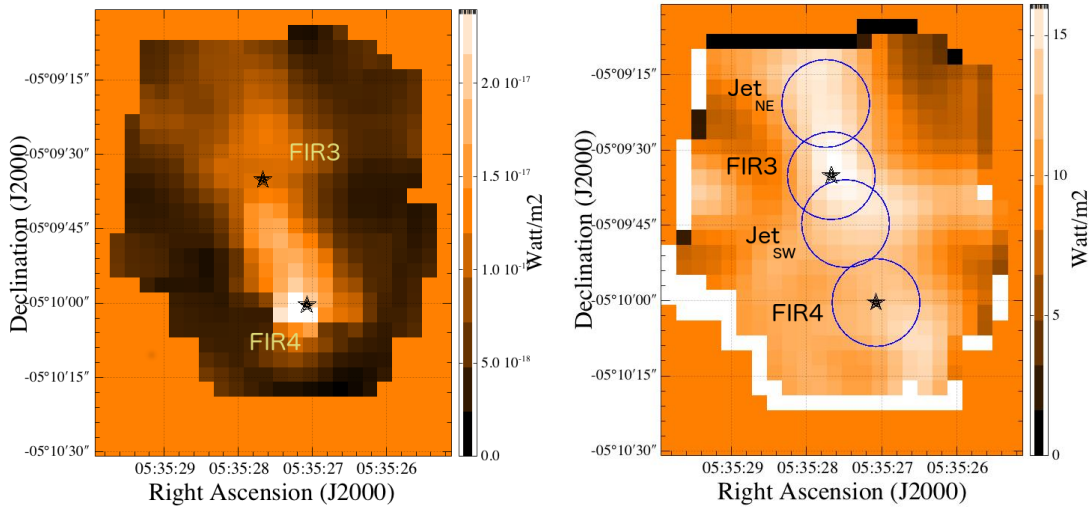 -05°09'15"
-05°09'30"
-05°09'45"
-05°10'00"
-05°10'15"
-05°10'30"
Declination (J2000)
05:35:29
05:35:28
05:35:27
05:35:26
Right Ascension (J2000)
FIR3
FIR4
2.0 10⁻¹⁷
1.5 10⁻¹⁷
5.0 10⁻¹⁸
0.0
Watt/m2
-05°09'15"
-05°09'30"
-05°09'45"
-05°10'00"
-05°10'15"
-05°10'30"
Declination (J2000)
05:35:29
05:35:28
05:35:27
05:35:26
Right Ascension (J2000)
Jet NE
FIR3
Jet SW
FIR4
15
10
5
0
Watt/m2